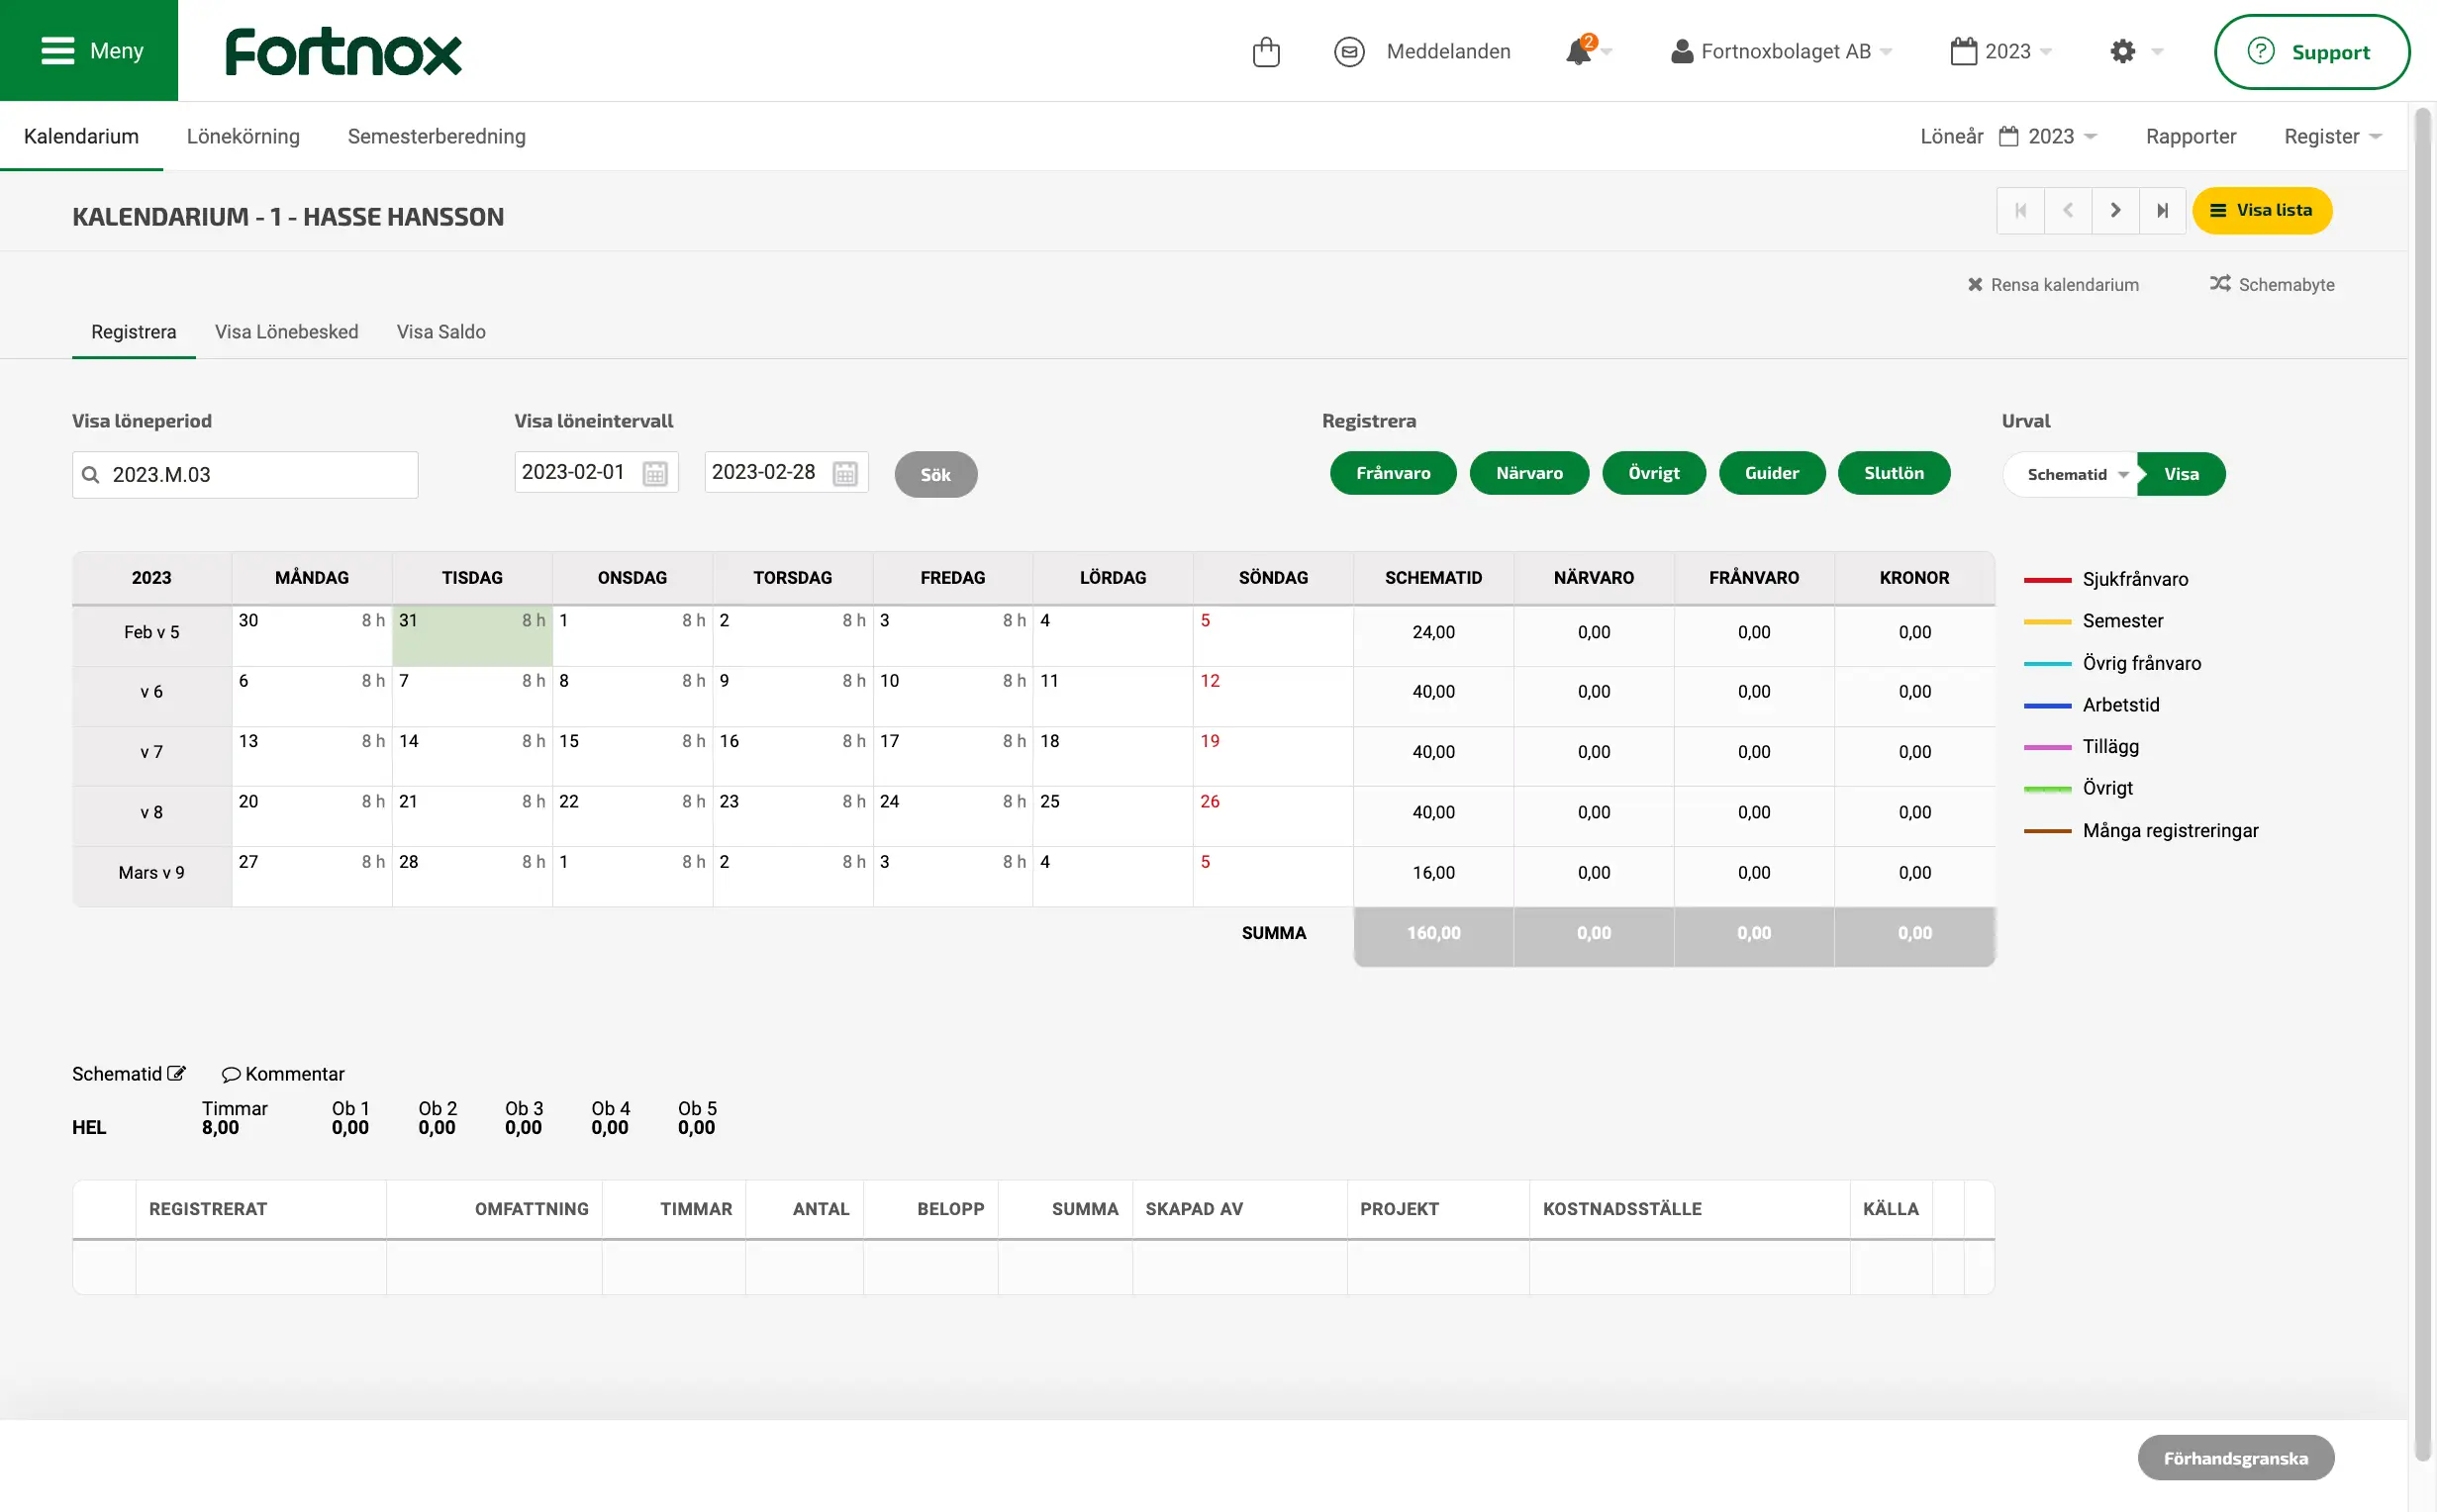 Meny
Fortnox
Meddelanden
2
Fortnoxbolaget AB
2023
Support
Kalendarium
Lönekörning
Semesterberedning
Löneår
2023
Rapporter
Register
KALENDARIUM - 1 - HASSE HANSSON
Visa lista
Rensa kalendarium
Schemabyte
Registrera
Visa Lönebesked
Visa Saldo
Visa löneperiod
Visa löneintervall
Registrera
Urval
2023.M.03
2023-02-01
2023-02-28
Sök
Frånvaro
Närvaro
Övrigt
Guider
Slutlön
Schematid
Visa
2023 MÅNDAG TISDAG ONSDAG TORSDAG FREDAG LÖRDAG SÖNDAG SCHEMATID NÄRVARO FRÅNVARO KRONOR
Feb v 5 30 8 h 31 8 h 1 8 h 2 8 h 3 8 h 4 5 24,00 0,00 0,00 0,00
v 6 6 8 h 7 8 h 8 8 h 9 8 h 10 8 h 11 12 40,00 0,00 0,00 0,00
v 7 13 8 h 14 8 h 15 8 h 16 8 h 17 8 h 18 19 40,00 0,00 0,00 0,00
v 8 20 8 h 21 8 h 22 8 h 23 8 h 24 8 h 25 26 40,00 0,00 0,00 0,00
Mars v 9 27 8 h 28 8 h 1 8 h 2 8 h 3 8 h 4 5 16,00 0,00 0,00 0,00
SUMMA 160,00 0,00 0,00 0,00
Sjukfrånvaro
Semester
Övrig frånvaro
Arbetstid
Tillägg
Övrigt
Många registreringar
Schematid
Kommentar
Timmar Ob 1 Ob 2 Ob 3 Ob 4 Ob 5
HEL 8,00 0,00 0,00 0,00 0,00 0,00
REGISTRERAT OMFATTNING TIMMAR ANTAL BELOPP SUMMA SKAPAD AV PROJEKT KOSTNADSSTÄLLE KÄLLA
Förhandsgranska